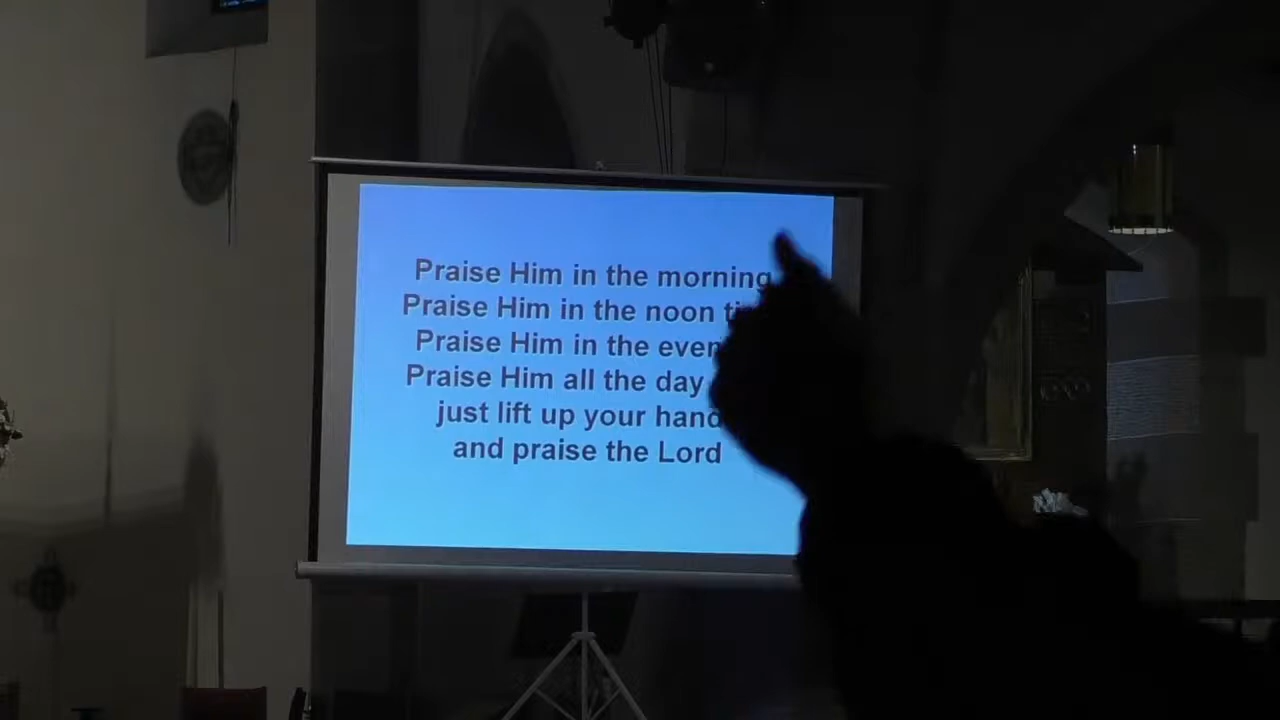 Praise Him in the morning
Praise Him in the noon
Praise Him in the
Praise Him all the day
just lift up your
and praise the Lord